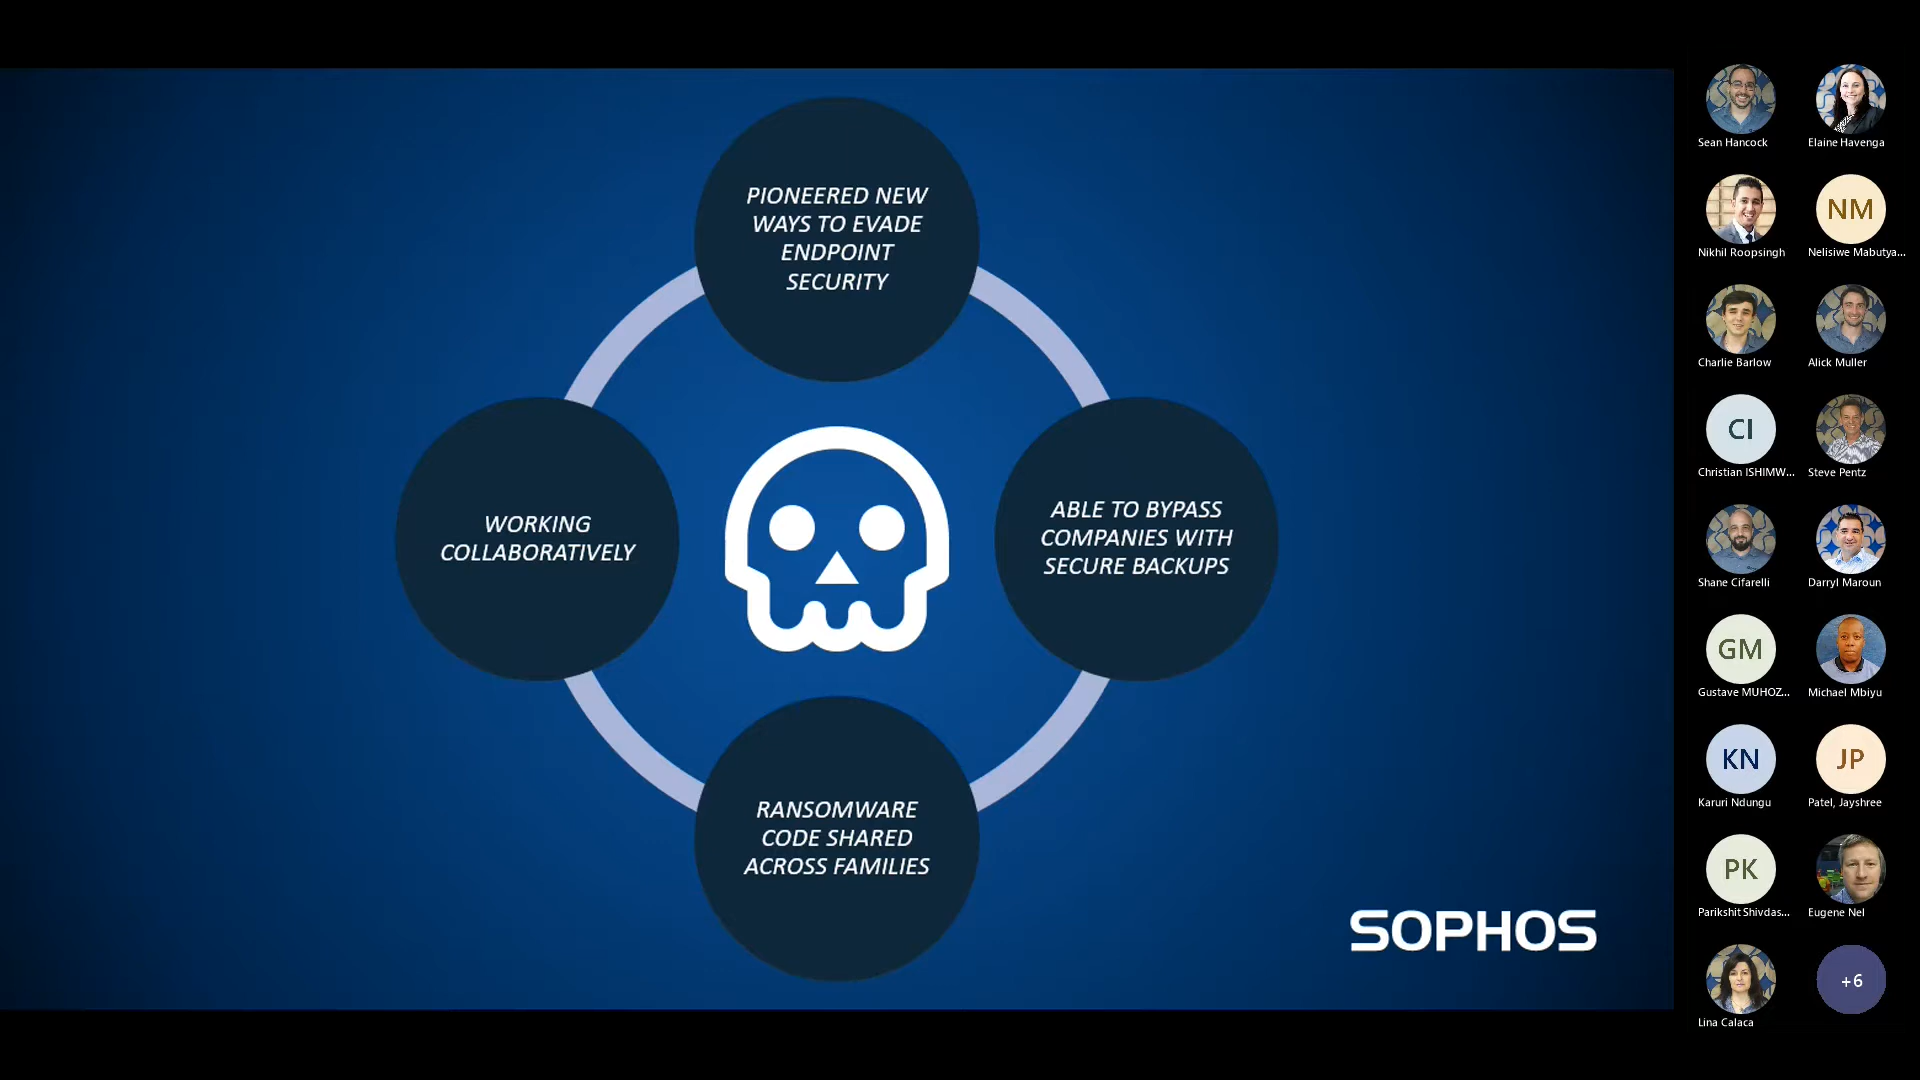 PIONEERED NEW
WAYS TO EVADE
ENDPOINT
SECURITY
WORKING
COLLABORATIVELY
ABLE TO BYPASS
COMPANIES WITH
SECURE BACKUPS
RANSOMWARE
CODE SHARED
ACROSS FAMILIES
SOPHOS
Sean Hancock
Elaine Havenga
Nikhil Roopsingh
NM
Nelisiwe Mabutya...
Charlie Barlow
Alick Muller
CI
Christian ISHIMW...
Steve Pentz
Shane Cifarelli
Darryl Maroun
GM
Gustave MUHOZ...
Michael Mbiyu
KN
Karuri Ndungu
JP
Patel, Jayshree
PK
Parikshit Shivdas...
Eugene Nel
Lina Calaca
+6